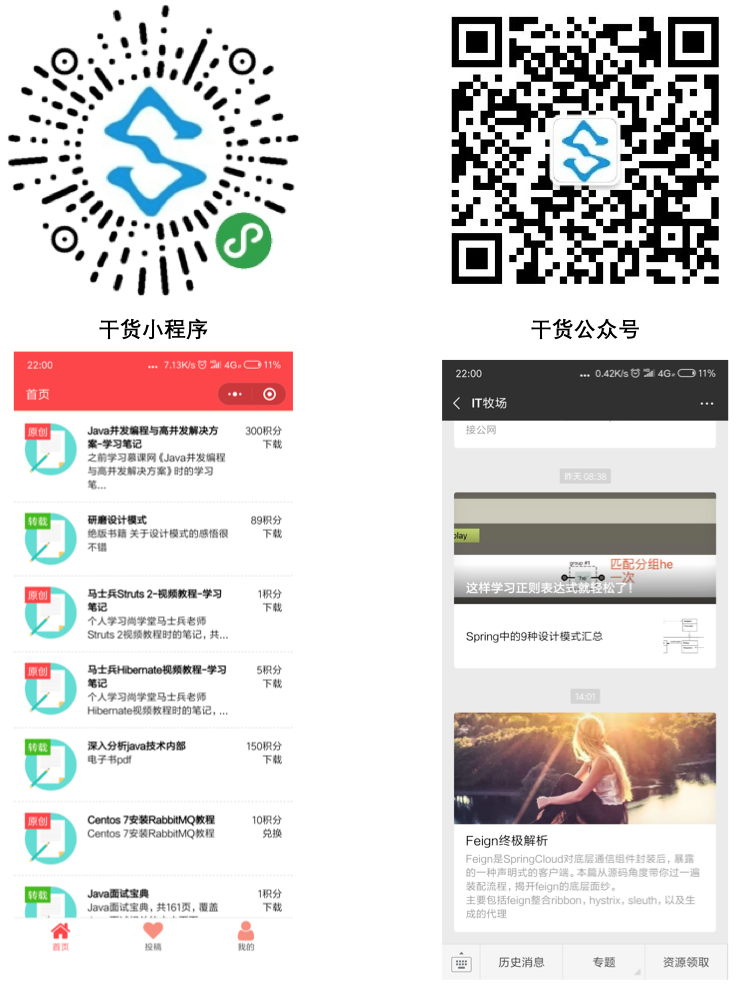 干货小程序
干货公众号
22:00
... 7.13K/s 4G 11%
首页
原创
Java并发编程与高并发解决方
案-学习笔记
之前学习慕课网《Java并发编程
与高并发解决方案》时的学习
笔...
300积分
下载
转载
研磨设计模式
绝版书籍 关于设计模式的感悟很
不错
89积分
下载
原创
马士兵Struts 2-视频教程-学习
笔记
个人学习尚学堂马士兵老师
Struts 2视频教程时的笔记，共...
1积分
下载
原创
马士兵Hibernate视频教程-学习
笔记
个人学习尚学堂马士兵老师
Hibernate视频教程时的笔记，...
5积分
下载
转载
深入分析java技术内部
电子书pdf
150积分
下载
原创
Centos 7安装RabbitMQ教程
Centos 7安装RabbitMQ教程
10积分
兑换
转载
Java面试宝典
Java面试宝典，共161页，覆盖
1积分
下载
首页
投稿
我的
22:00
... 0.42K/s 4G 11%
IT牧场
接公网
昨天 08:38
play
group #1
匹配分组he
一次
这样学习正则表达式就轻松了！
Spring中的9种设计模式汇总
14:01
Feign终极解析
Feign是SpringCloud对底层通信组件封装后，暴露
的一种声明式的客户端。本篇从源码角度带你过一遍
装配流程，揭开feign的底层面纱。
主要包括feign整合ribbon，hystrix，sleuth，以及生
成的代理
历史消息
专题
资源领取